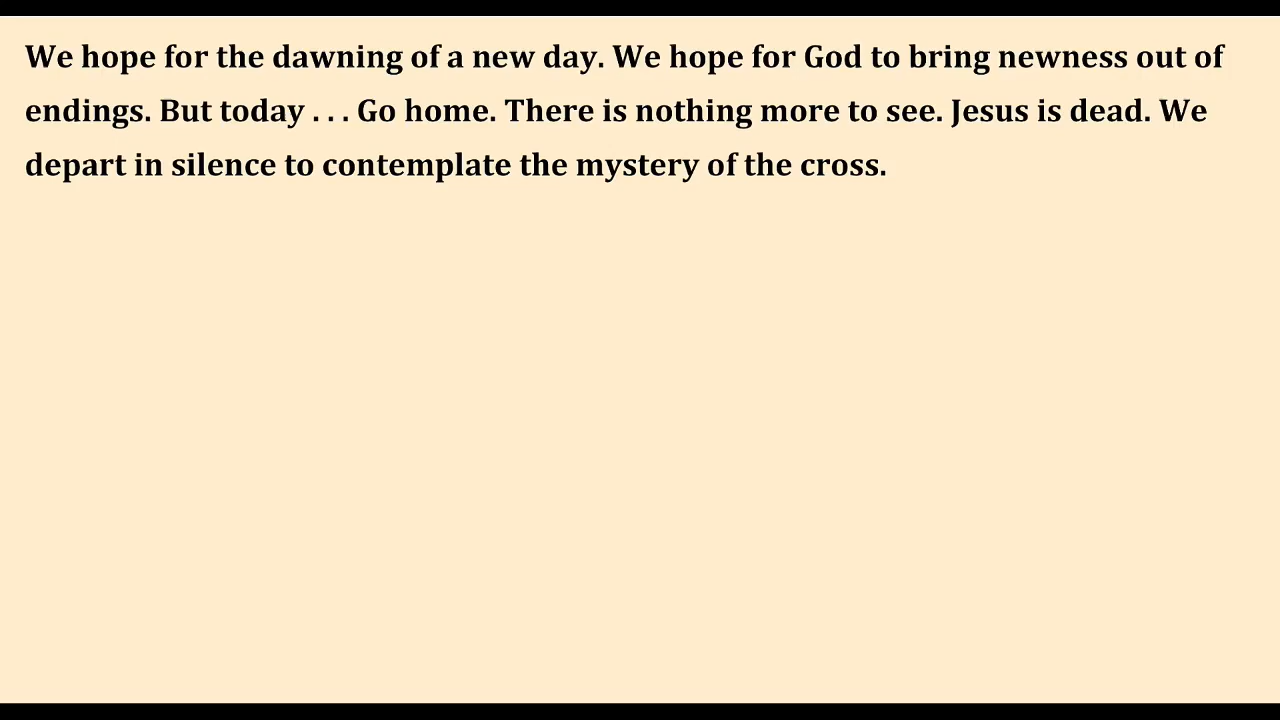 We hope for the dawning of a new day. We hope for God to bring newness out of
endings. But today . . . Go home. There is nothing more to see. Jesus is dead. We
depart in silence to contemplate the mystery of the cross.